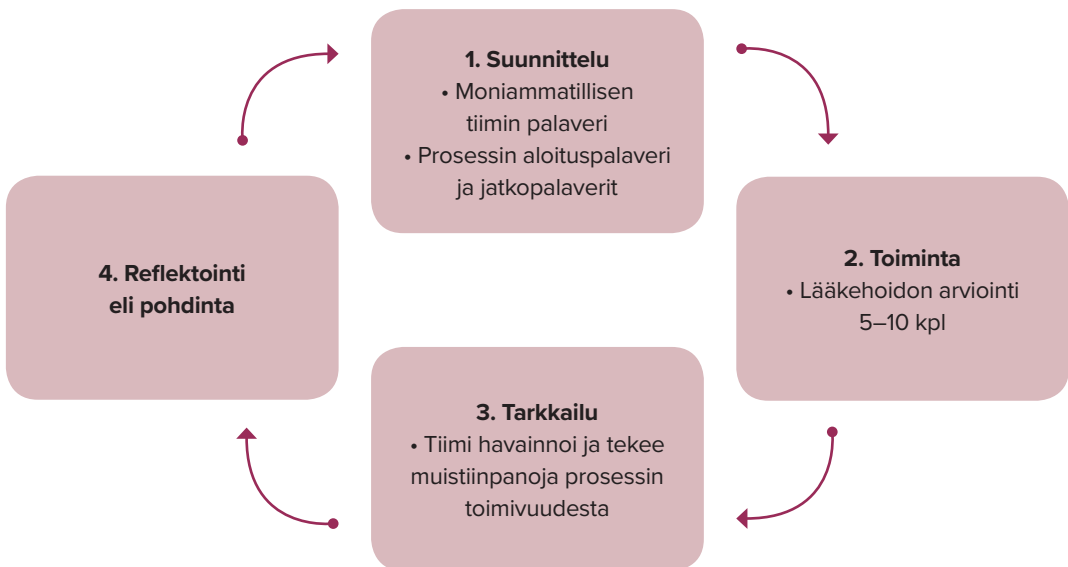 1. Suunnittelu
• Moniammatillisen
tiimin palaveri
• Prosessin aloituspalaveri
ja jatkopalaverit
2. Toiminta
• Lääkehoidon arviointi
5–10 kpl
3. Tarkkailu
• Tiimi havainnoi ja tekee
muistiinpanoja prosessin
toimivuudesta
4. Reflektointi
eli pohdinta